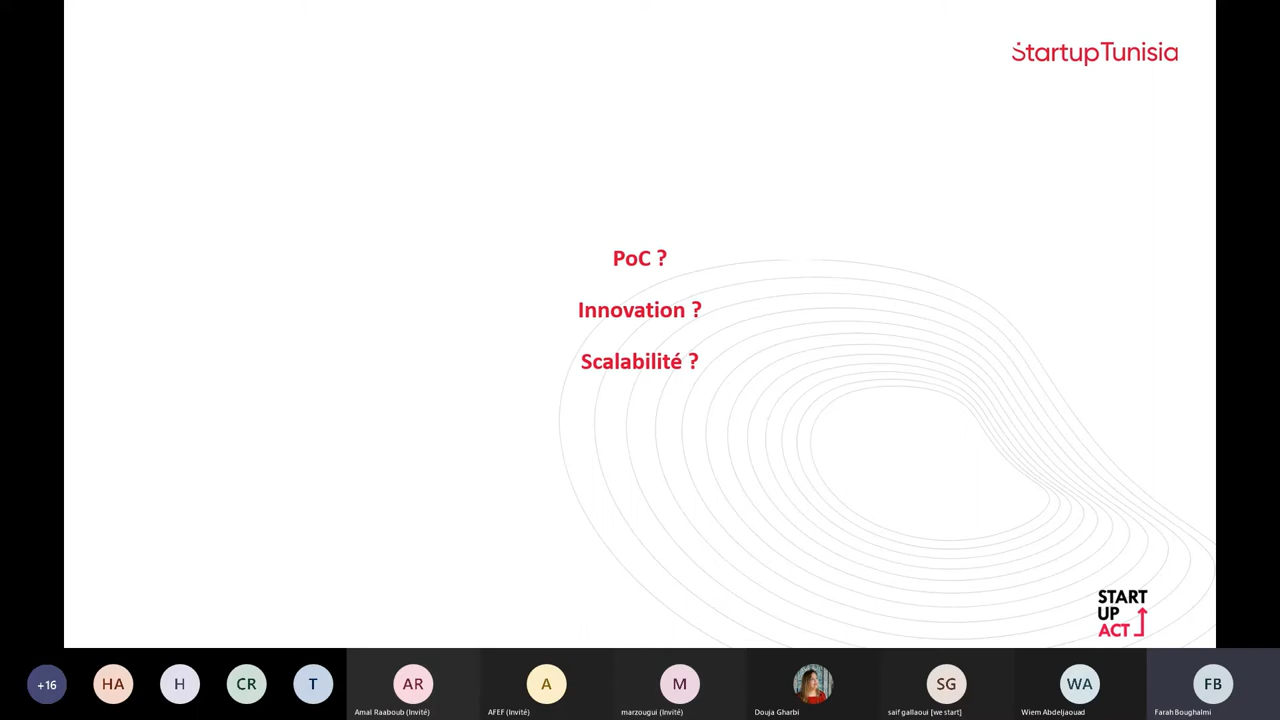 StartupTunisia
PoC ?
Innovation ?
Scalabilité ?
START
UP
ACT
+16
HA
H
CR
T
AR
A
M
SG
WA
FB
Amal Raaboub (Invité)
AFEF (Invité)
marzougui (Invité)
Douja Gharbi
saif gallaoui [we start]
Wiem Abdeljaouad
Farah Boughalmi